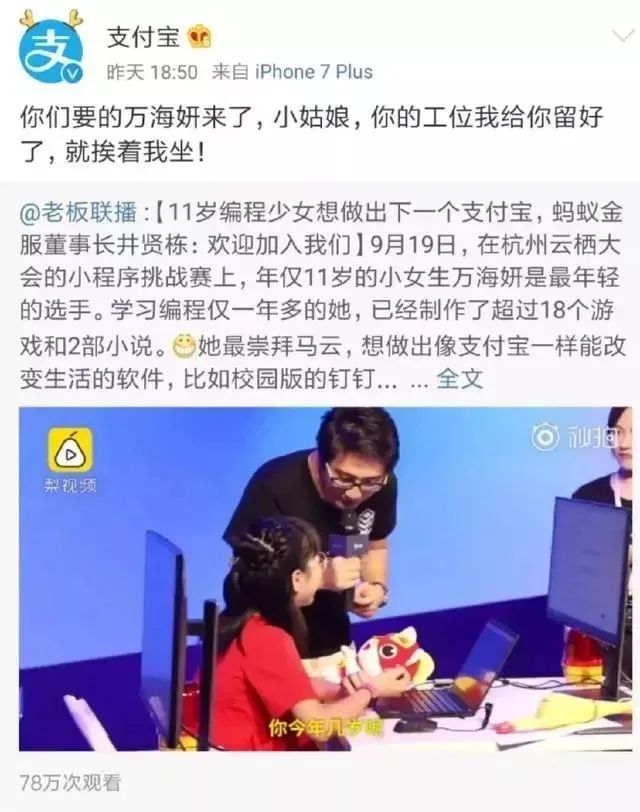 支付宝
昨天 18:50 来自 iPhone 7 Plus
你们要的万海妍来了，小姑娘，你的工位我给你留好
了，就挨着我坐！
@老板联播：【11岁编程少女想做出下一个支付宝，蚂蚁金
服董事长井贤栋：欢迎加入我们】9月19日，在杭州云栖大
会的小程序挑战赛上，年仅11岁的小女生万海妍是最年轻
的选手。学习编程仅一年多的她，已经制作了超过18个游
戏和2部小说。她最崇拜马云，想做出像支付宝一样能改
变生活的软件，比如校园版的钉钉... ... 全文
梨视频
秒拍
你今年几岁呢
78万次观看
支